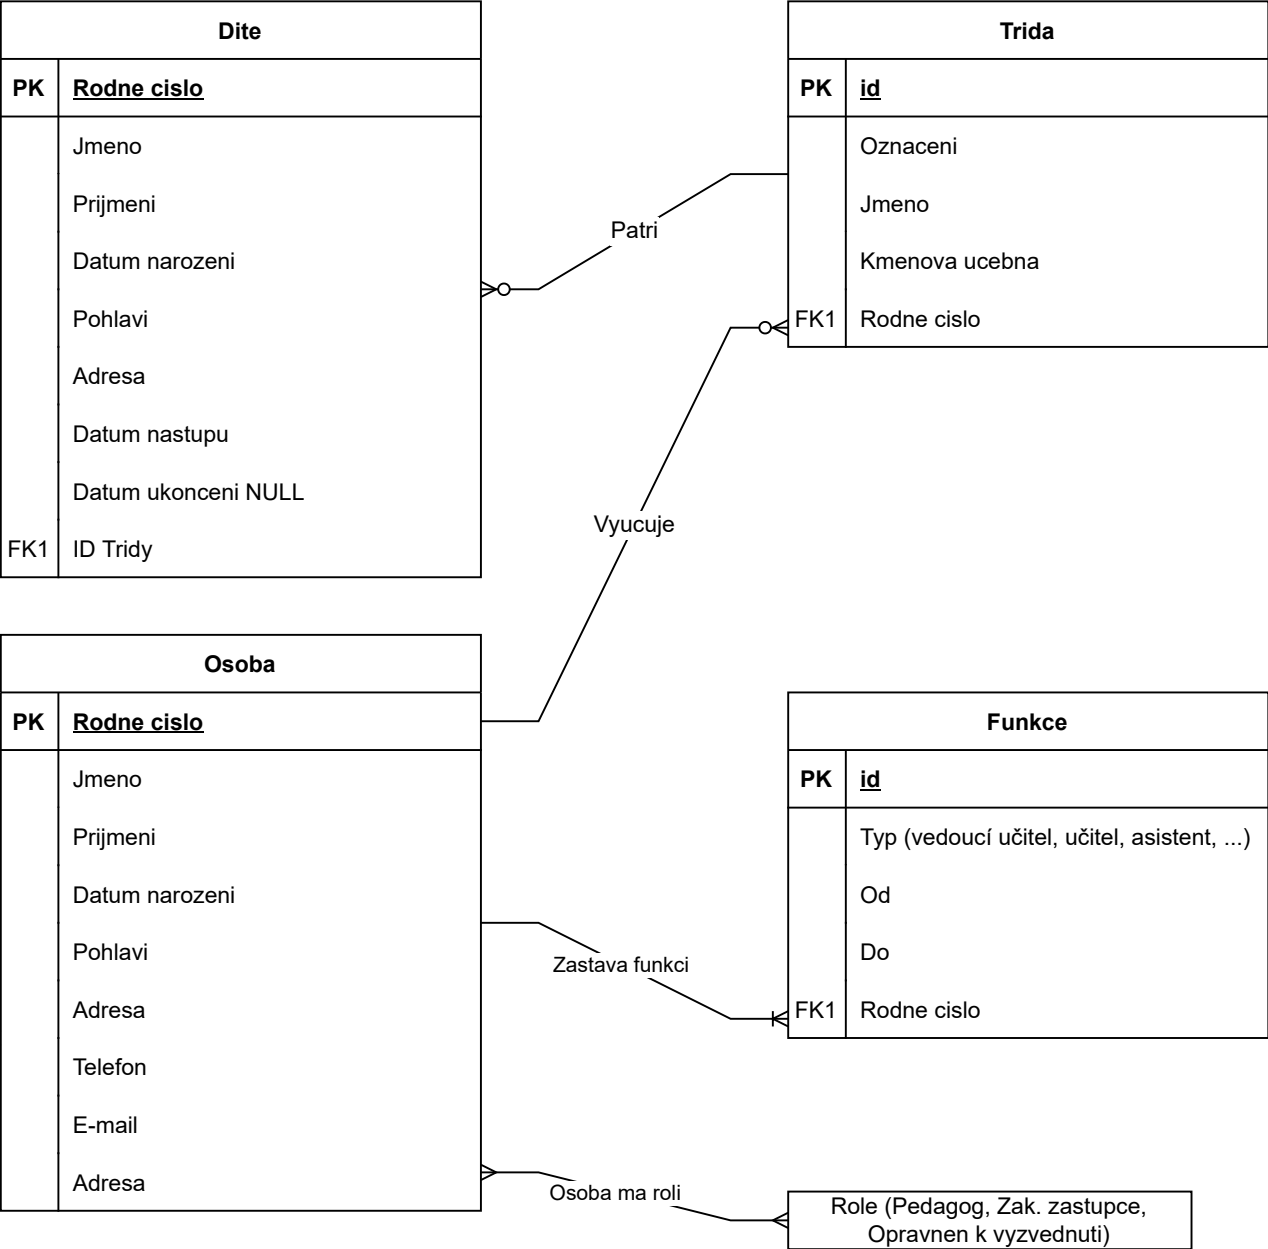 Dite
PK Rodne cislo
Jmeno
Prijmeni
Datum narozeni
Pohlavi
Adresa
Datum nastupu
Datum ukonceni NULL
FK1 ID Tridy
Trida
PK id
Oznaceni
Jmeno
Kmenova ucebna
FK1 Rodne cislo
Patri
Vyucuje
Osoba
PK Rodne cislo
Jmeno
Prijmeni
Datum narozeni
Pohlavi
Adresa
Telefon
E-mail
Adresa
Funkce
PK id
Typ (vedoucí učitel, učitel, asistent, ...)
Od
Do
FK1 Rodne cislo
Zastava funkci
Osoba ma roli
Role (Pedagog, Zak. zastupce,
Opravnen k vyzvednuti)